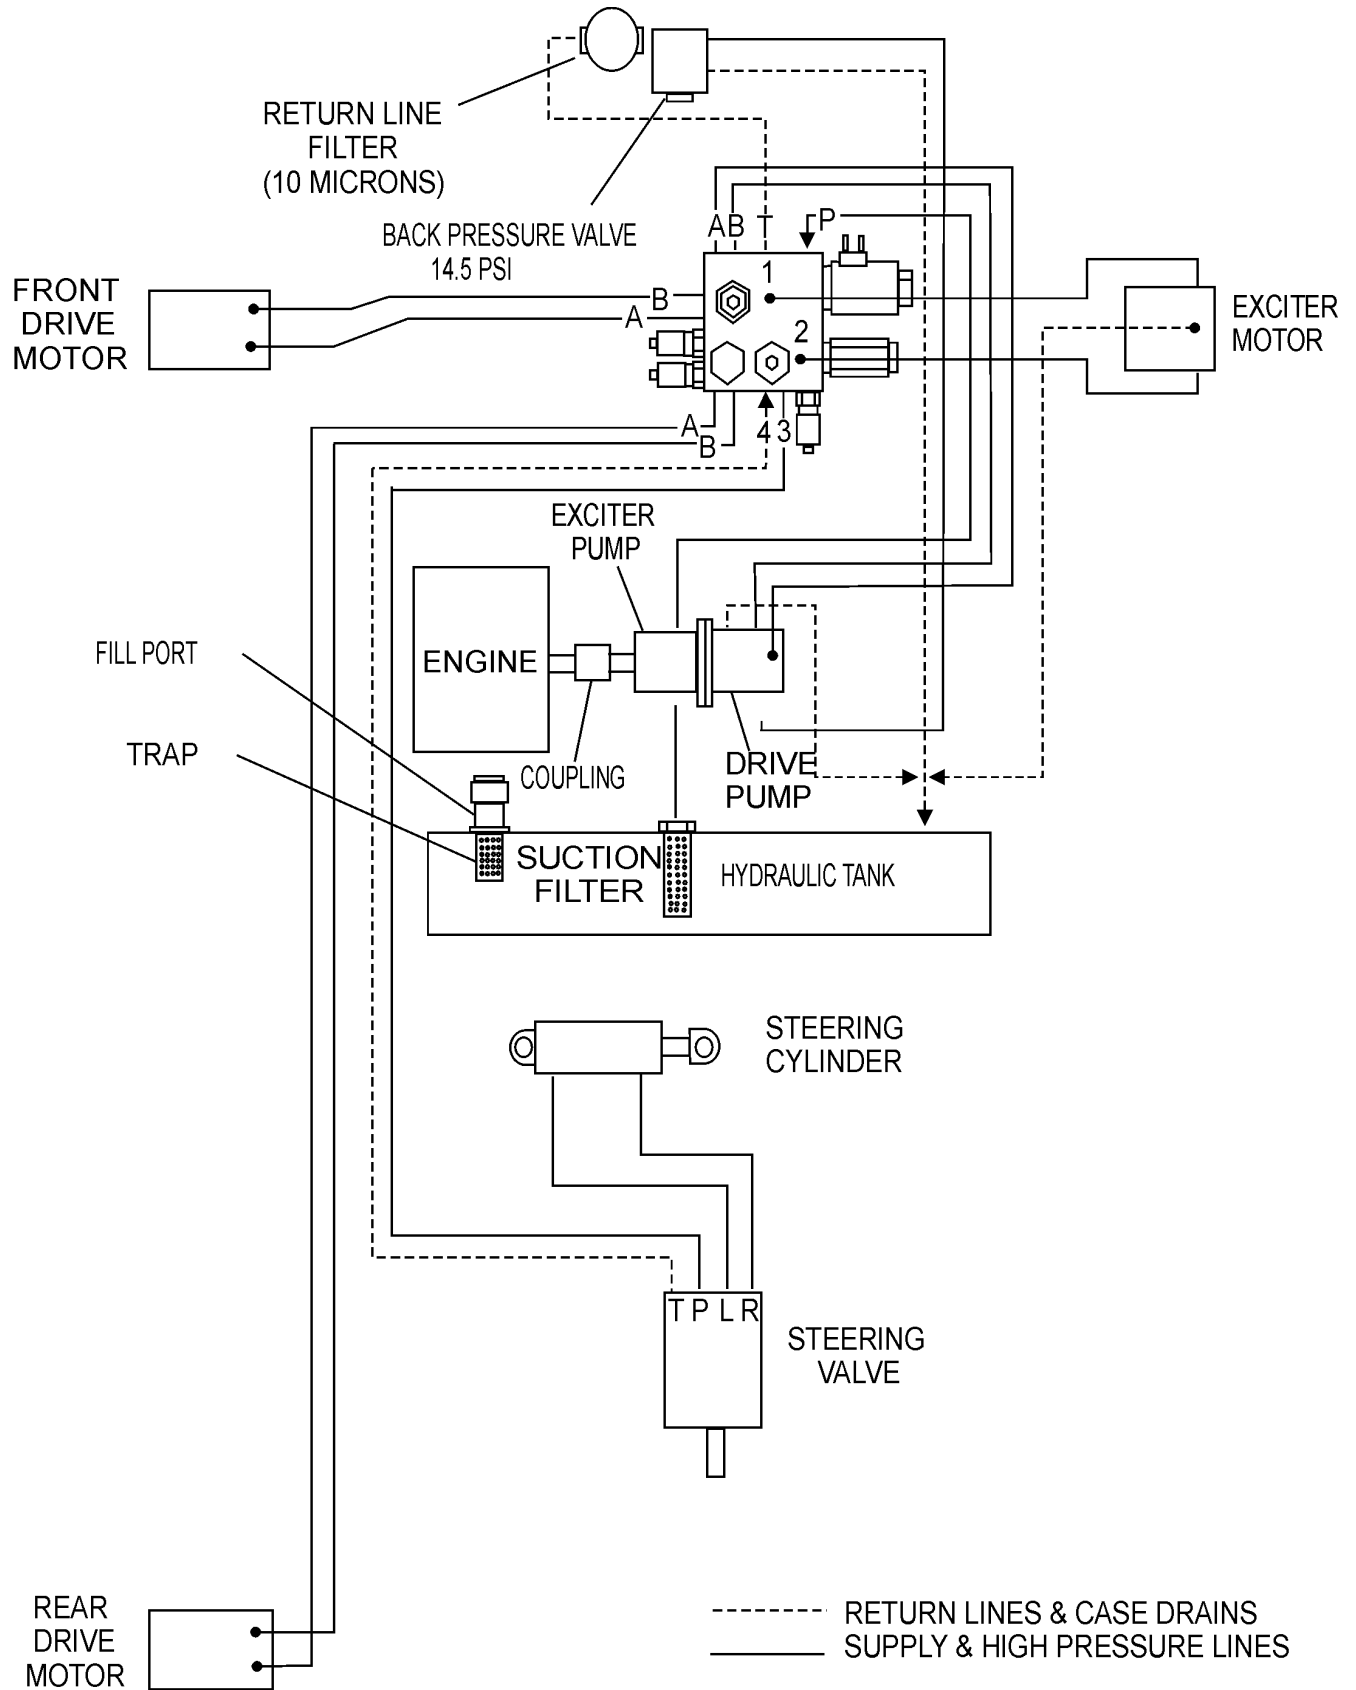 RETURN LINE
FILTER
(10 MICRONS)
BACK PRESSURE VALVE
14.5 PSI
A B T P
1
FRONT
DRIVE
MOTOR
B
A
2
EXCITER
MOTOR
A
B
4 3
EXCITER
PUMP
ENGINE
FILL PORT
TRAP
COUPLING
DRIVE
PUMP
SUCTION
FILTER
HYDRAULIC TANK
STEERING
CYLINDER
T P L R
STEERING
VALVE
REAR
DRIVE
MOTOR
RETURN LINES & CASE DRAINS
SUPPLY & HIGH PRESSURE LINES